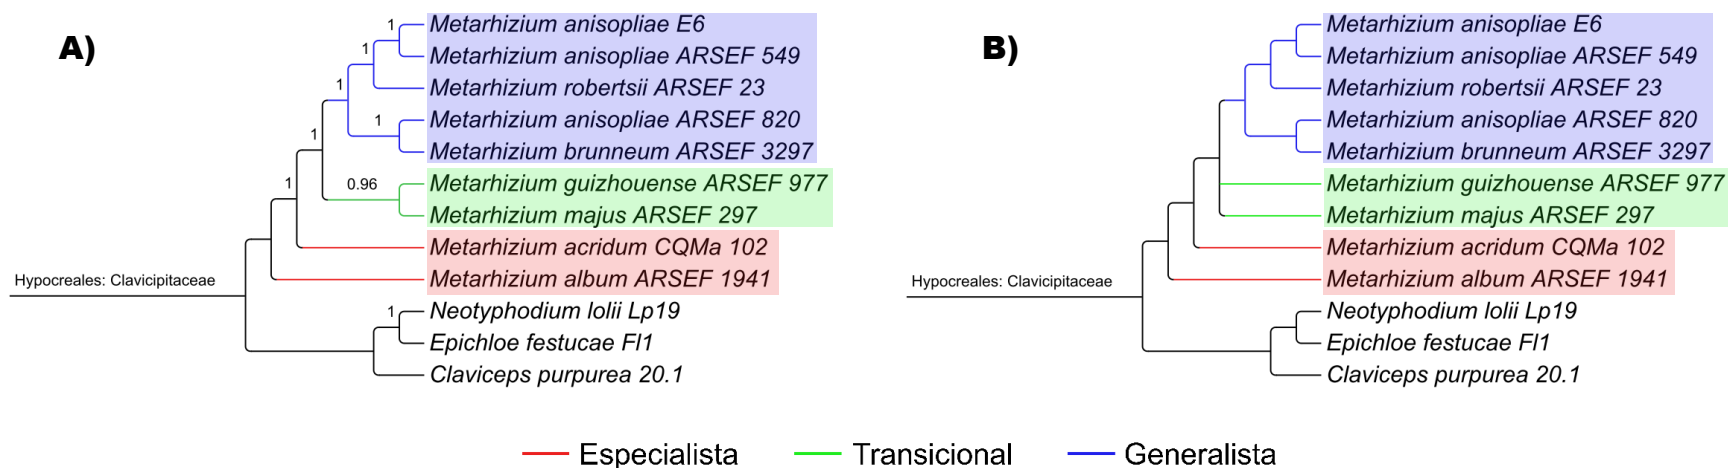 A)
1
Metarhizium anisopliae E6
1
Metarhizium anisopliae ARSEF 549
1
Metarhizium robertsii ARSEF 23
1
Metarhizium anisopliae ARSEF 820
1
Metarhizium brunneum ARSEF 3297
1
0.96
Metarhizium guizhouense ARSEF 977
Metarhizium majus ARSEF 297
Metarhizium acridum CQMa 102
Hypocreales: Clavicipitaceae
Metarhizium album ARSEF 1941
1
Neotyphodium lolii Lp19
Epichloe festucae Fl1
Claviceps purpurea 20.1
B)
Metarhizium anisopliae E6
Metarhizium anisopliae ARSEF 549
Metarhizium robertsii ARSEF 23
Metarhizium anisopliae ARSEF 820
Metarhizium brunneum ARSEF 3297
Metarhizium guizhouense ARSEF 977
Metarhizium majus ARSEF 297
Metarhizium acridum CQMa 102
Hypocreales: Clavicipitaceae
Metarhizium album ARSEF 1941
Neotyphodium lolii Lp19
Epichloe festucae Fl1
Claviceps purpurea 20.1
Especialista
Transicional
Generalista